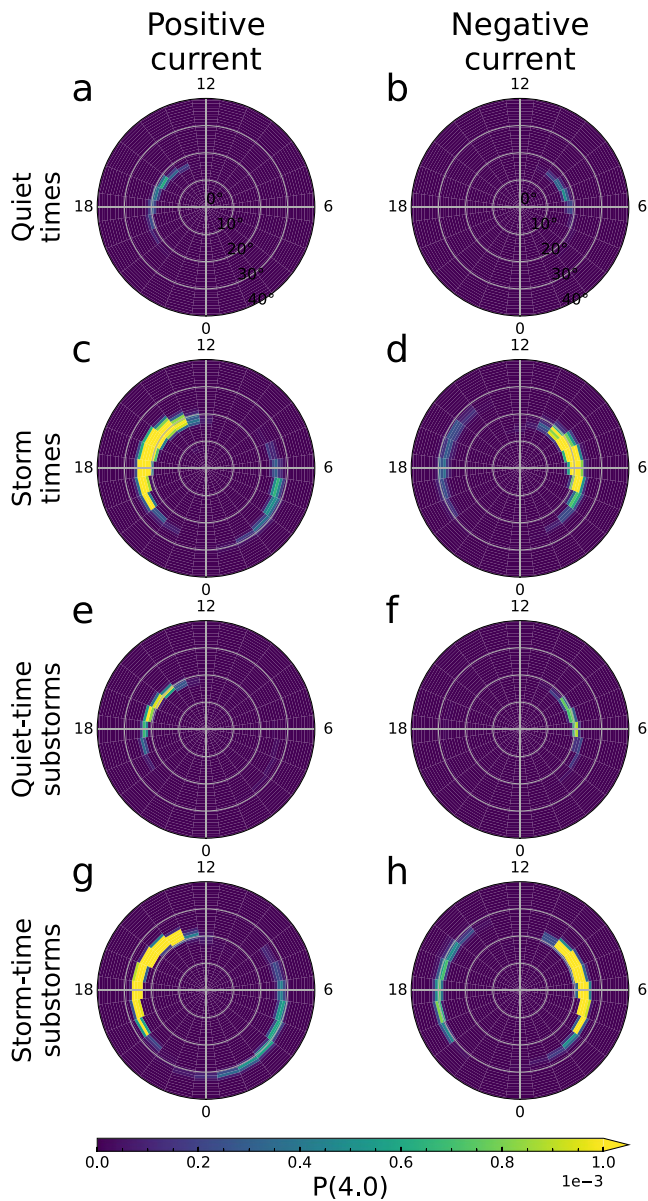 Positive
current
Negative
current
a
12
b
12
Quiet
times
18
0°
10°
20°
30°
40°
6
18
0°
10°
20°
30°
40°
6
0
0
c
12
d
12
Storm
times
18
6
18
6
0
0
e
12
f
12
Quiet-time
substorms
18
6
18
6
0
0
g
12
h
12
Storm-time
substorms
18
6
18
6
0
0
0.0 0.2 0.4 0.6 0.8 1.0
1e−3
P(4.0)